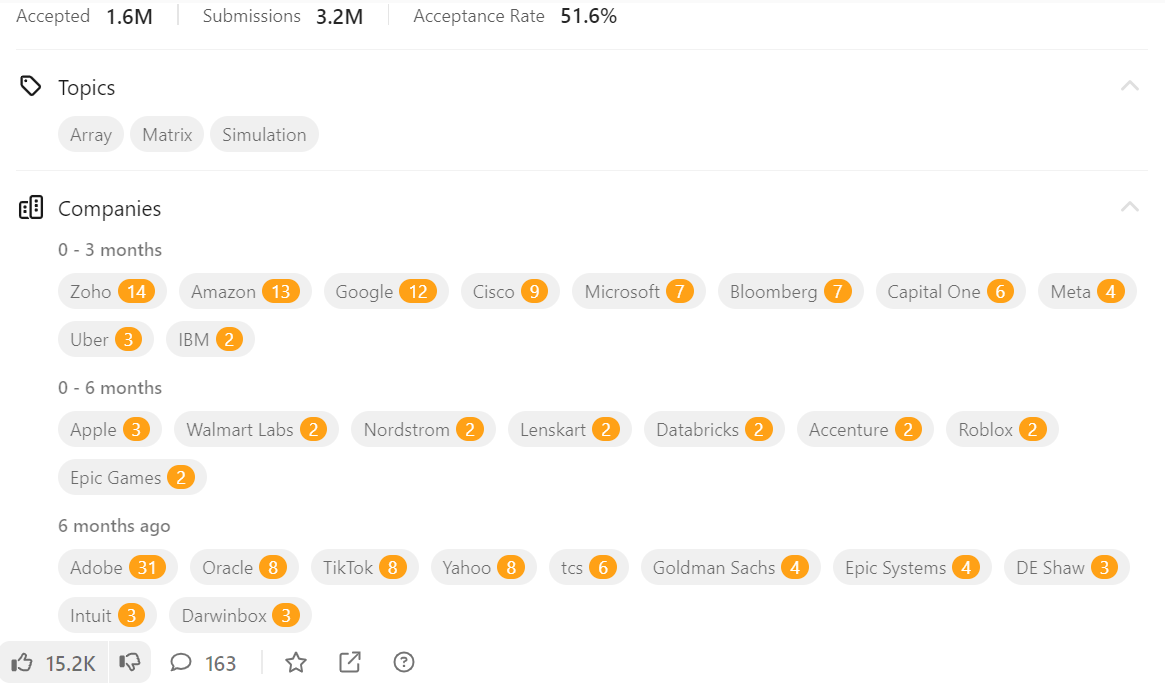 Accepted 1.6M Submissions 3.2M Acceptance Rate 51.6%
Topics
Array Matrix Simulation
Companies
0 - 3 months
Zoho 14 Amazon 13 Google 12 Cisco 9 Microsoft 7 Bloomberg 7 Capital One 6 Meta 4
Uber 3 IBM 2
0 - 6 months
Apple 3 Walmart Labs 2 Nordstrom 2 Lenskart 2 Databricks 2 Accenture 2 Roblox 2
Epic Games 2
6 months ago
Adobe 31 Oracle 8 TikTok 8 Yahoo 8 tcs 6 Goldman Sachs 4 Epic Systems 4 DE Shaw 3
Intuit 3 Darwinbox 3
15.2K 163